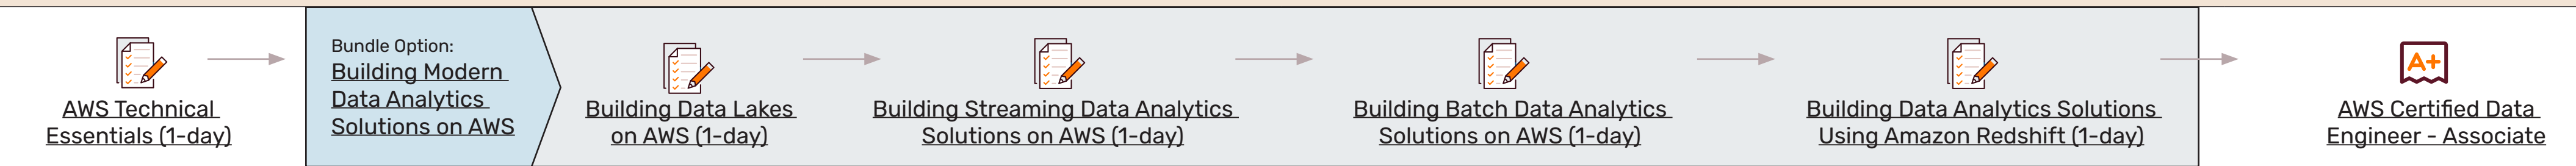 AWS Technical
Essentials (1-day)
Bundle Option:
Building Modern
Data Analytics
Solutions on AWS
Building Data Lakes
on AWS (1-day)
Building Streaming Data Analytics
Solutions on AWS (1-day)
Building Batch Data Analytics
Solutions on AWS (1-day)
Building Data Analytics Solutions
Using Amazon Redshift (1-day)
A+
AWS Certified Data
Engineer - Associate